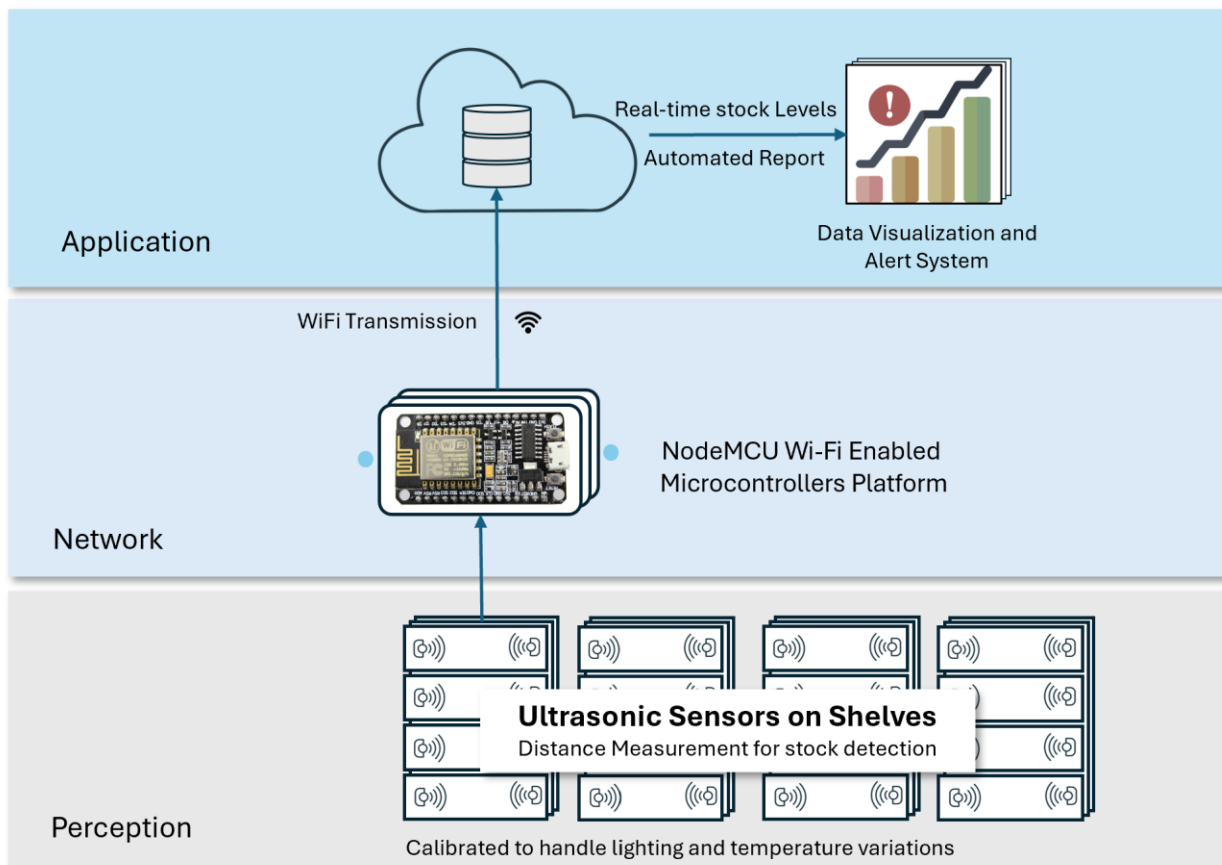 Real-time stock Levels
Automated Report
Data Visualization and
Alert System
Application
WiFi Transmission
NodeMCU Wi-Fi Enabled
Microcontrollers Platform
WiFi
Network
Ultrasonic Sensors on Shelves
Distance Measurement for stock detection
Perception
Calibrated to handle lighting and temperature variations